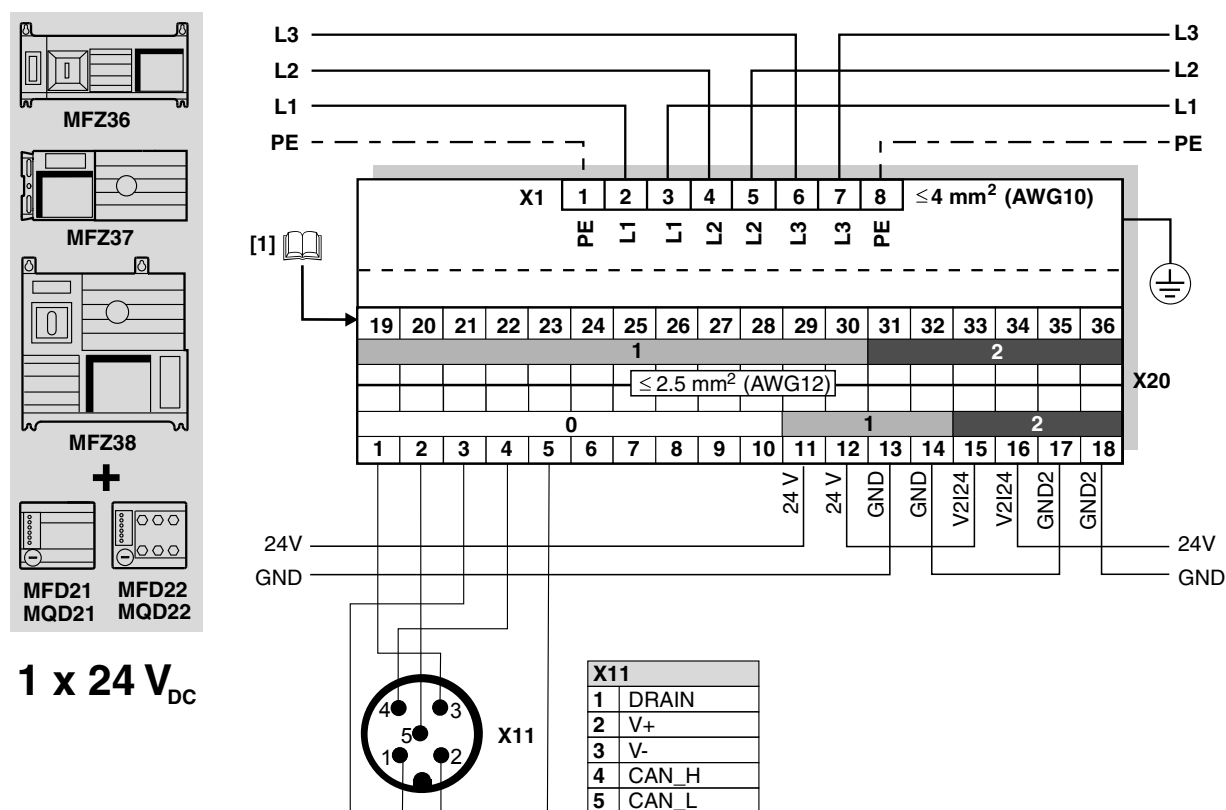 MFZ36
MFZ37
MFZ38
+
MFD21 MFD22
MQD21 MQD22
1 x 24 V DC
L3 L3
L2 L2
L1 L1
PE PE
X1 1 2 3 4 5 6 7 8 ≤4 mm² (AWG10)
PE L1 L1 L2 L2 L3 L3 PE
[1]
19 20 21 22 23 24 25 26 27 28 29 30 31 32 33 34 35 36
1 2
≤ 2.5 mm² (AWG12) X20
0 1 2
1 2 3 4 5 6 7 8 9 10 11 12 13 14 15 16 17 18
24 V 24 V GND GND V2I24 V2I24 GND2 GND2
24V 24V
GND GND
4 3
5
1 2
X11
X11
1 DRAIN
2 V+
3 V-
4 CAN_H
5 CAN_L